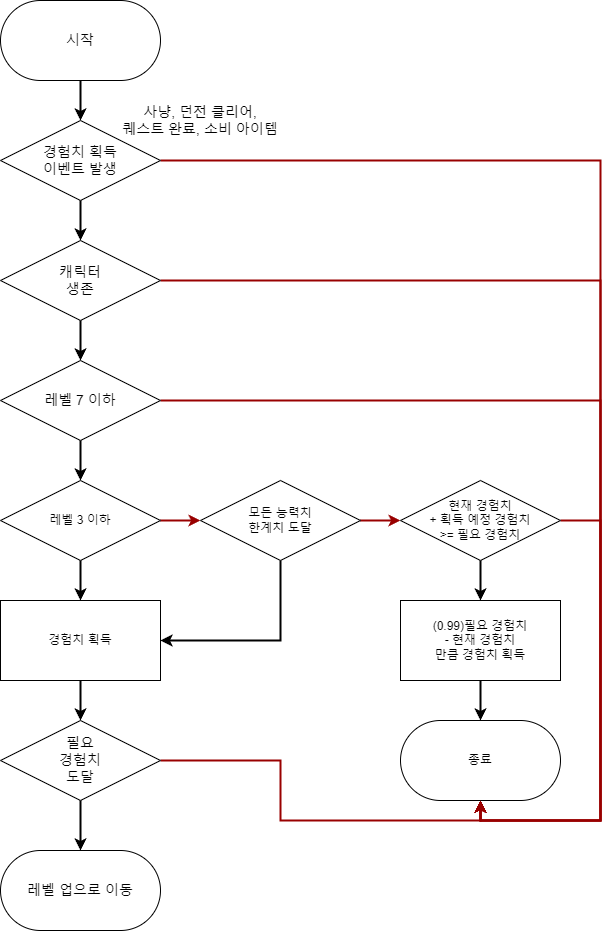 시작
사냥, 던전 클리어,
퀘스트 완료, 소비 아이템
경험치 획득
이벤트 발생
캐릭터
생존
레벨 7 이하
레벨 3 이하
모든 능력치
한계치 도달
현재 경험치
+ 획득 예정 경험치
>= 필요 경험치
경험치 획득
(0.99)필요 경험치
- 현재 경험치
만큼 경험치 획득
필요
경험치
도달
종료
레벨 업으로 이동